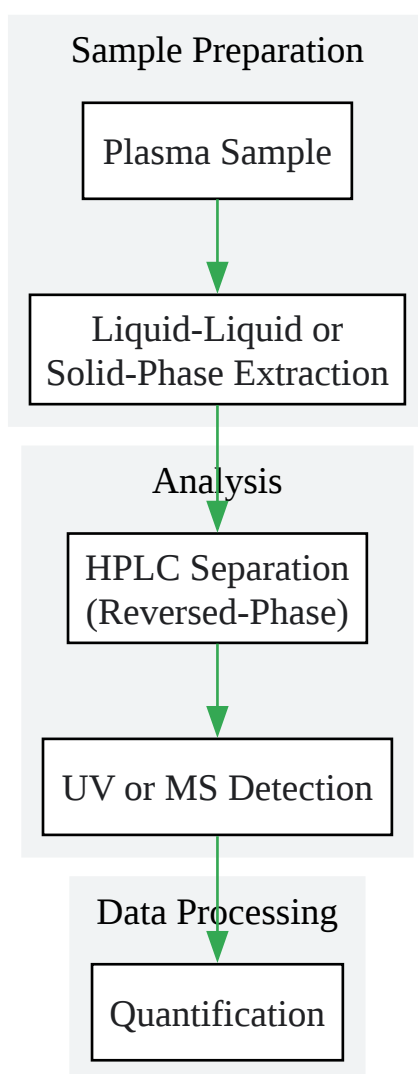 Sample Preparation
Plasma Sample
Liquid-Liquid or
Solid-Phase Extraction
Analysis
HPLC Separation
(Reversed-Phase)
UV or MS Detection
Data Processing
Quantification